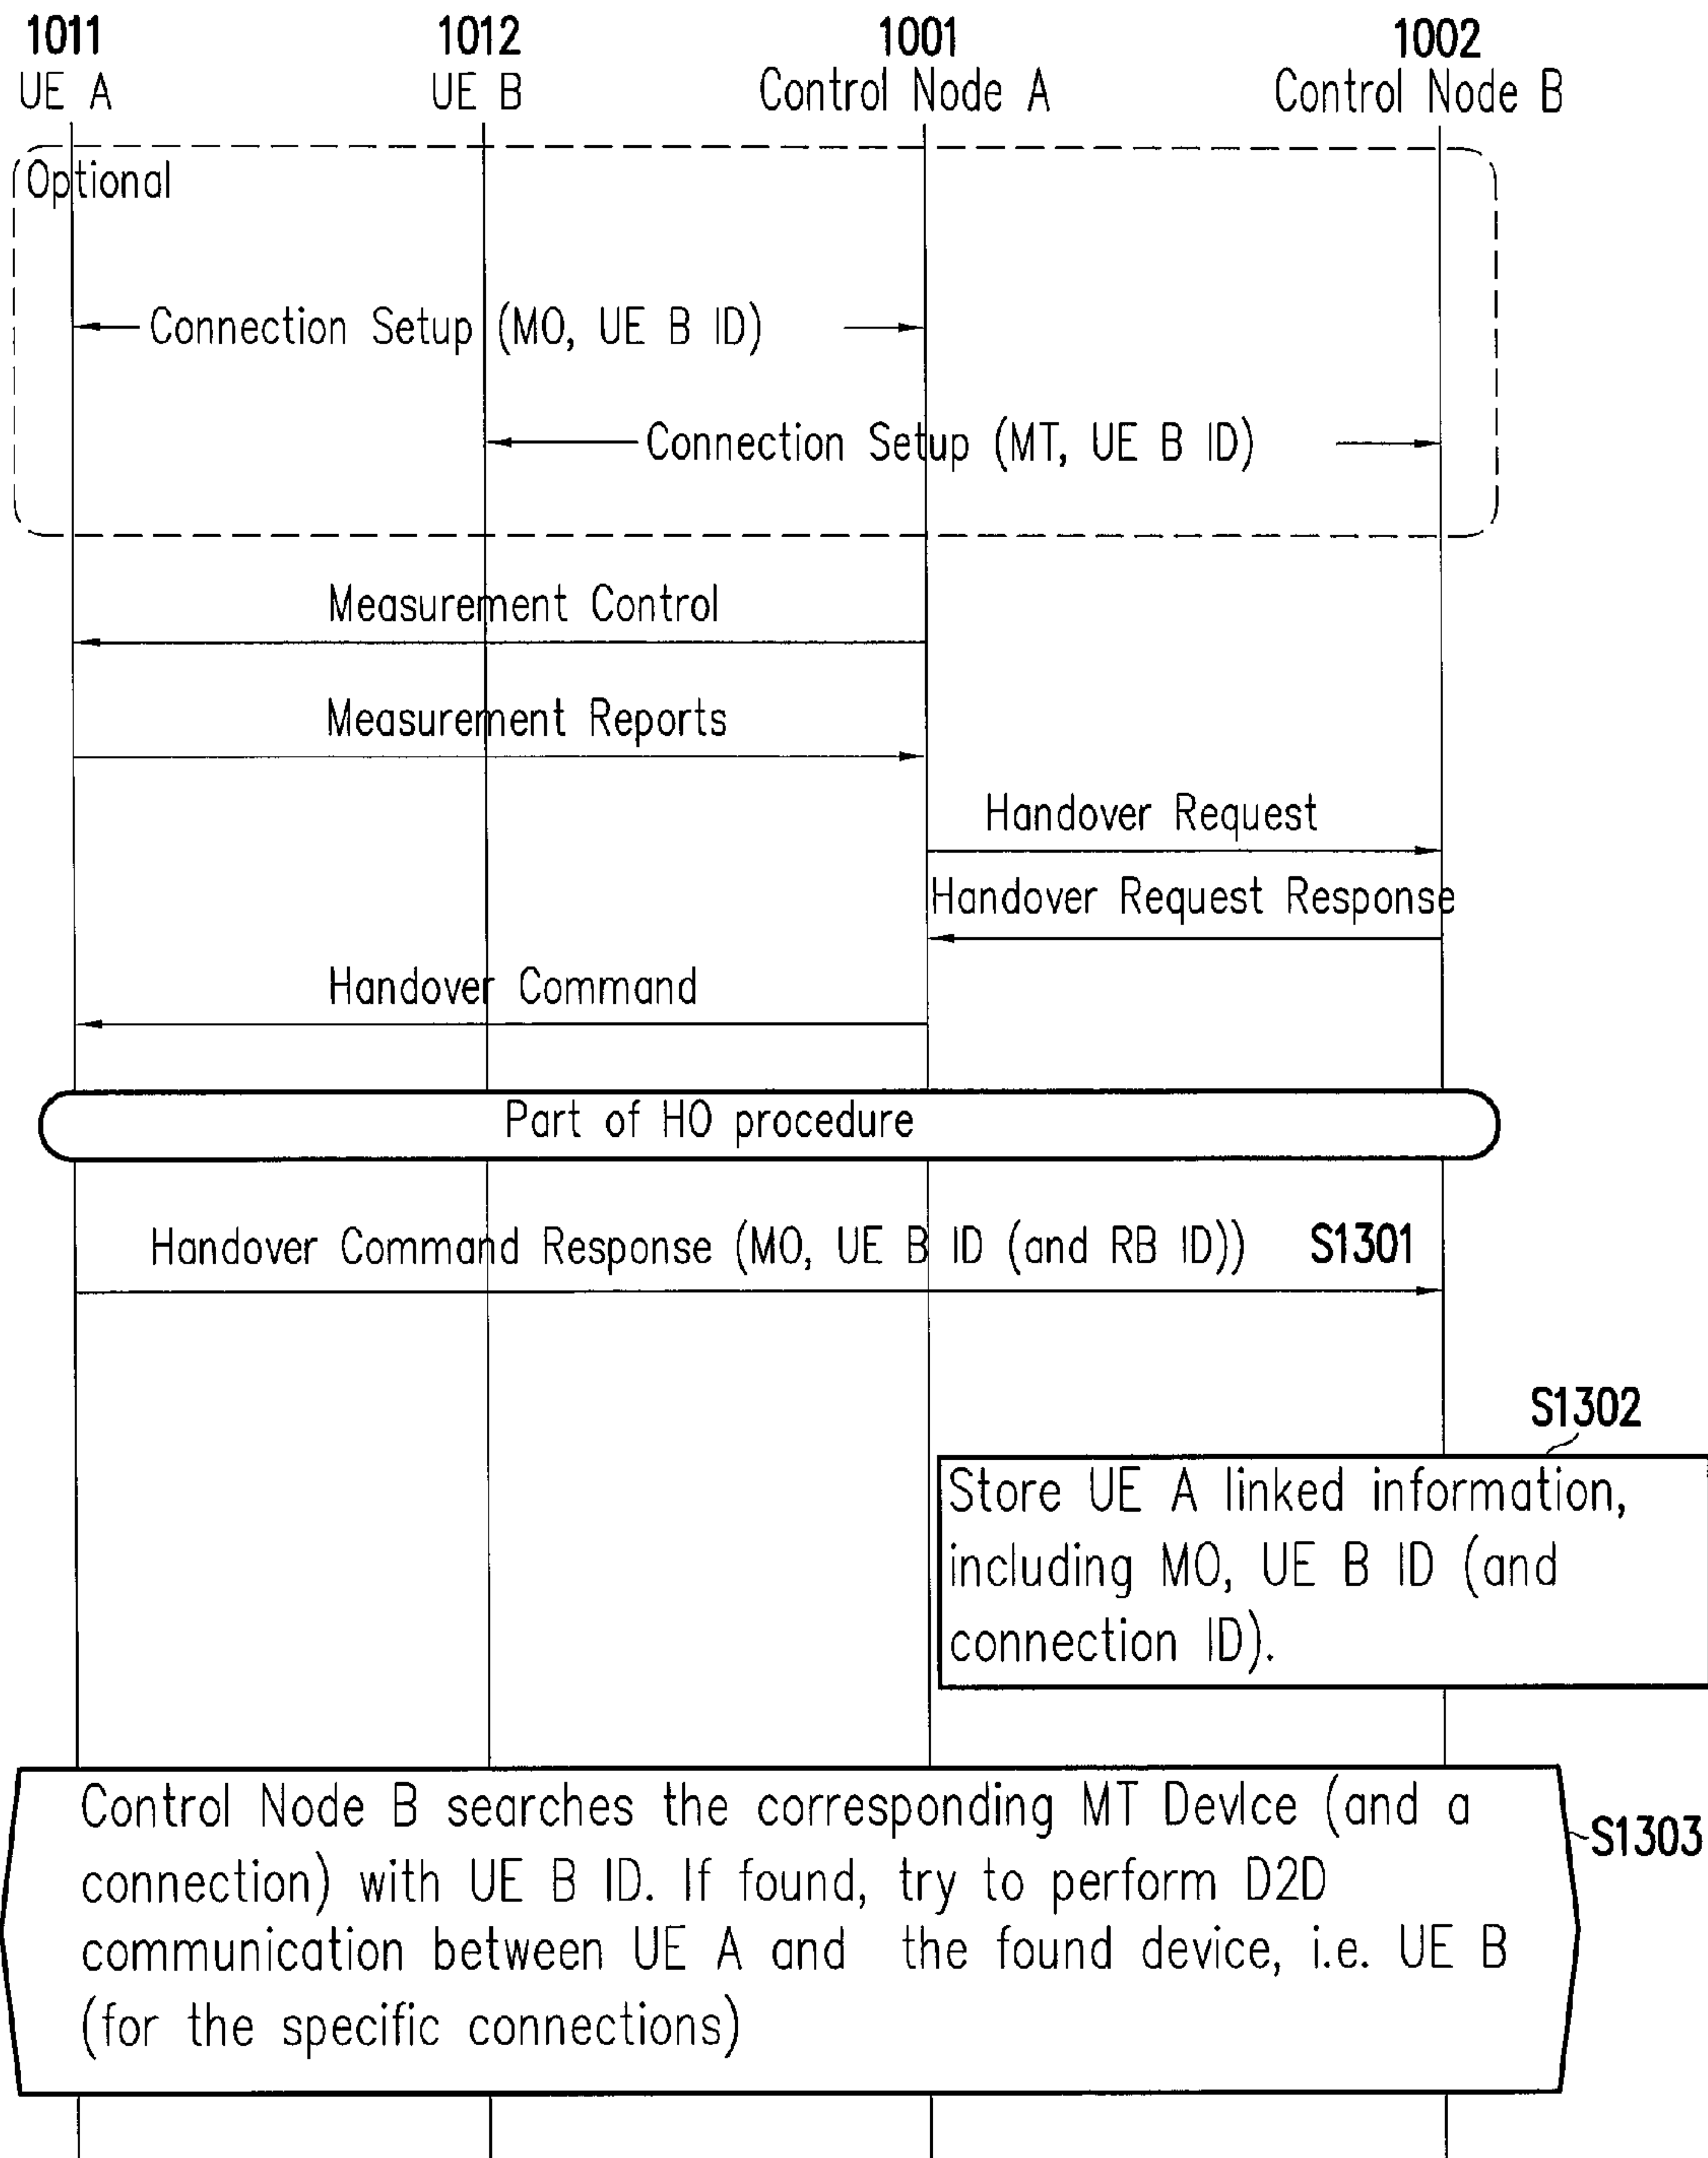 1011
UE A
1012
UE B
1001
Control Node A
1002
Control Node B
Optional
Connection Setup (MO, UE B ID)
Connection Setup (MT, UE B ID)
Measurement Control
Measurement Reports
Handover Request
Handover Request Response
Handover Command
Part of HO procedure
Handover Command Response (MO, UE B ID (and RB ID))
S1301
S1302
Store UE A linked information,
including MO, UE B ID (and
connection ID).
Control Node B searches the corresponding MT DevIce (and a
connection) with UE B ID. If found, try to perform D2D
communication between UE A and the found device, i.e. UE B
(for the specific connections)
S1303